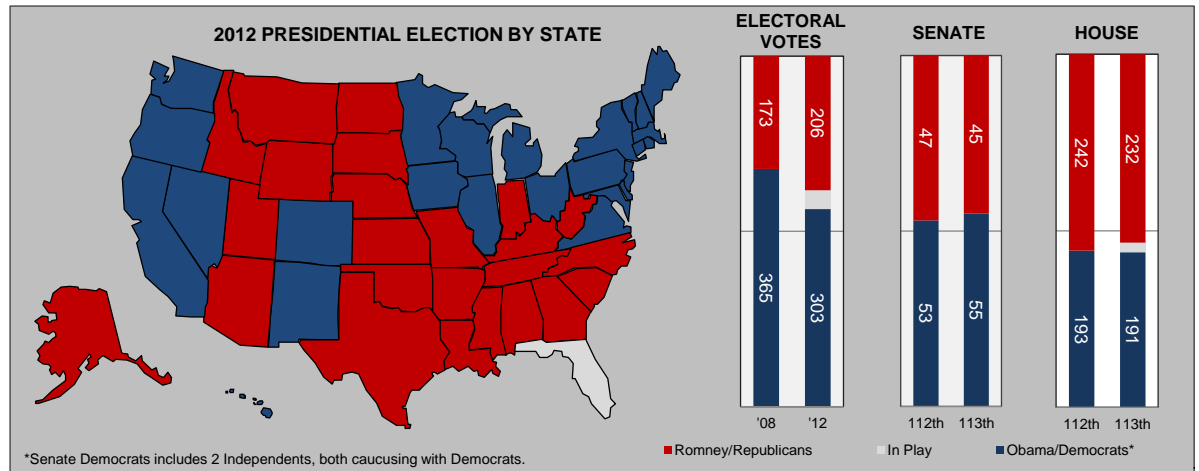 2012 PRESIDENTIAL ELECTION BY STATE
ELECTORAL
VOTES
SENATE
HOUSE
173
206
365
303
47
45
53
55
242
232
193
191
'08
'12
112th
113th
112th
113th
Romney/Republicans
In Play
Obama/Democrats*
*Senate Democrats includes 2 Independents, both caucusing with Democrats.